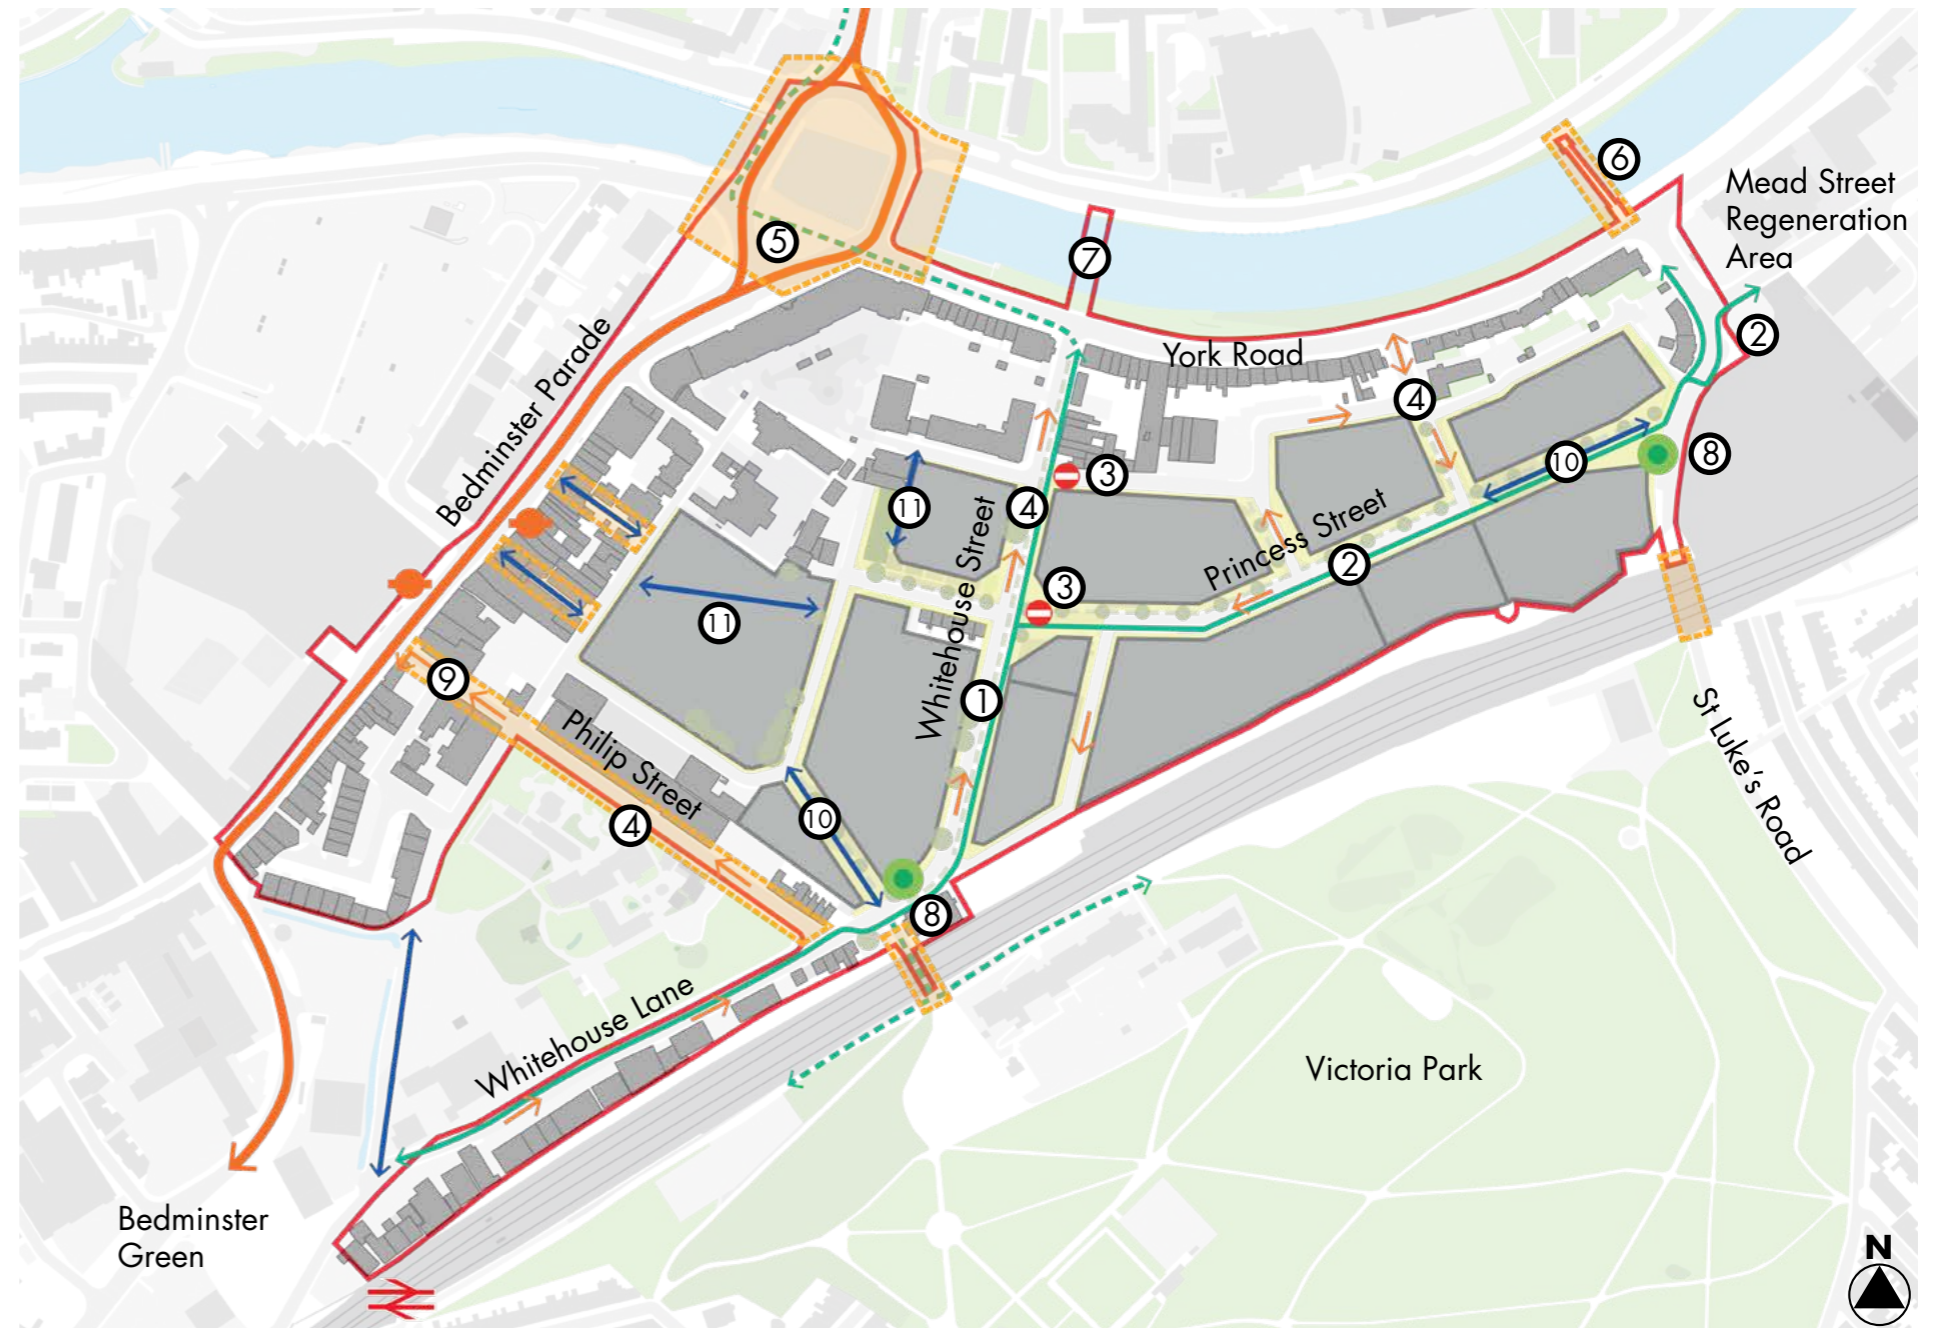 6
Mead Street
Regeneration
Area
5
7
2
York Road
4
Bedminster Parade
10
8
3
11
4
Whitehouse Street
Princess Street
2
3
11
9
Whitehouse Street
1
St Luke's Road
Philip Street
4
10
8
Whitehouse Lane
Victoria Park
Bedminster
Green
N